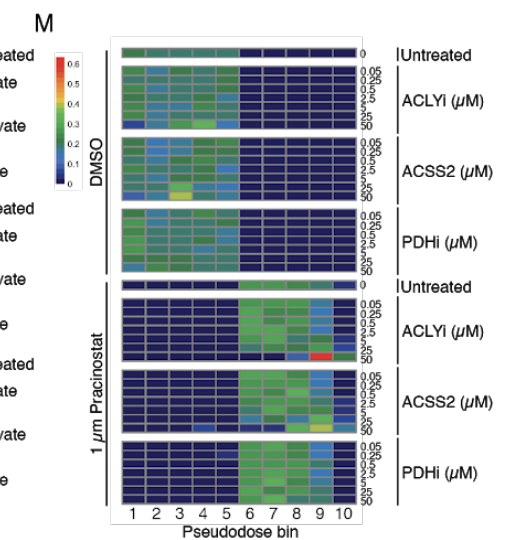 M
eated
ate
vate
e
eated
ate
vate
e
eated
ate
vate
e
0.6
0.5
0.4
0.3
0.2
0.1
0
DMSO
1 µm Pracinostat
0
Untreated
0.05
0.25
0.5
2.5
5
25
50
ACLYi (µM)
0.05
0.25
0.5
2.5
5
25
50
ACSS2 (µM)
0.05
0.25
0.5
2.5
5
25
50
PDHi (µM)
0
Untreated
0.05
0.25
0.5
2.5
5
25
50
ACLYi (µM)
0.05
0.25
0.5
2.5
5
25
50
ACSS2 (µM)
0.05
0.25
0.5
2.5
5
25
50
PDHi (µM)
1 2 3 4 5 6 7 8 9 10
Pseudodose bin